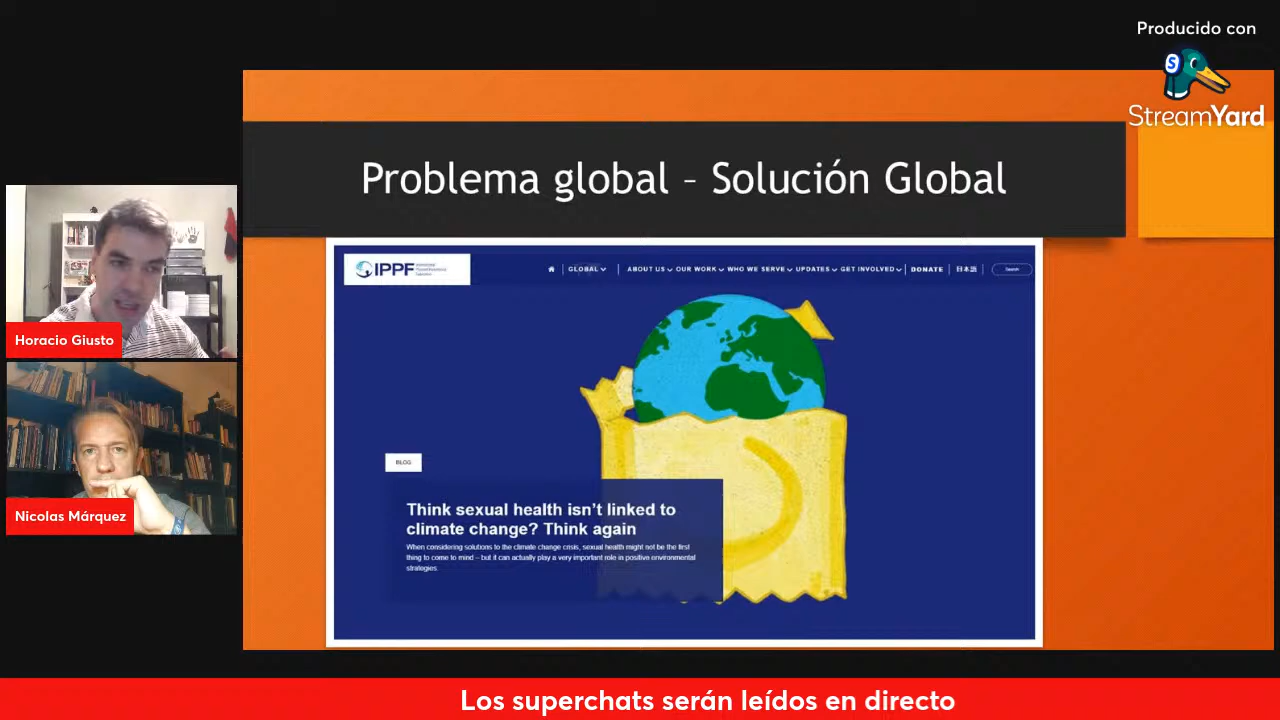 Producido con
StreamYard
Problema global – Solución Global
IPPF
GLOBAL
ABOUT US
OUR WORK
WHO WE SERVE
UPDATES
GET INVOLVED
DONATE
日本語
Search
Horacio Giusto
Nicolas Márquez
BLOG
Think sexual health isn't linked to
climate change? Think again
When considering solutions to the climate change crisis, sexual health might not be the first
thing to come to mind – but it can actually play a very important role in positive environmental
strategies.
Los superchats serán leídos en directo